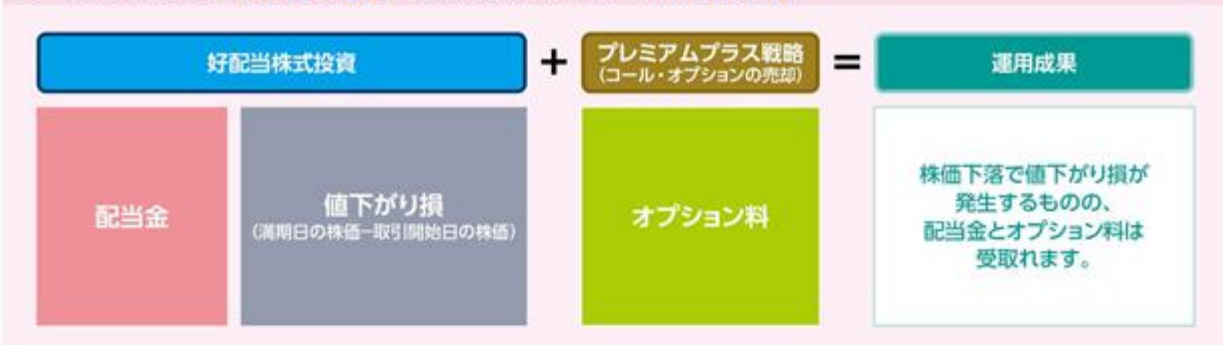 好配当株式投資
+
プレミアムプラス戦略
(コール・オプションの売却)
=
運用成果
配当金
値下がり損
(満期日の株価-取引開始日の株価)
オプション料
株価下落で値下がり損が
発生するものの、
配当金とオプション料は
受取れます。